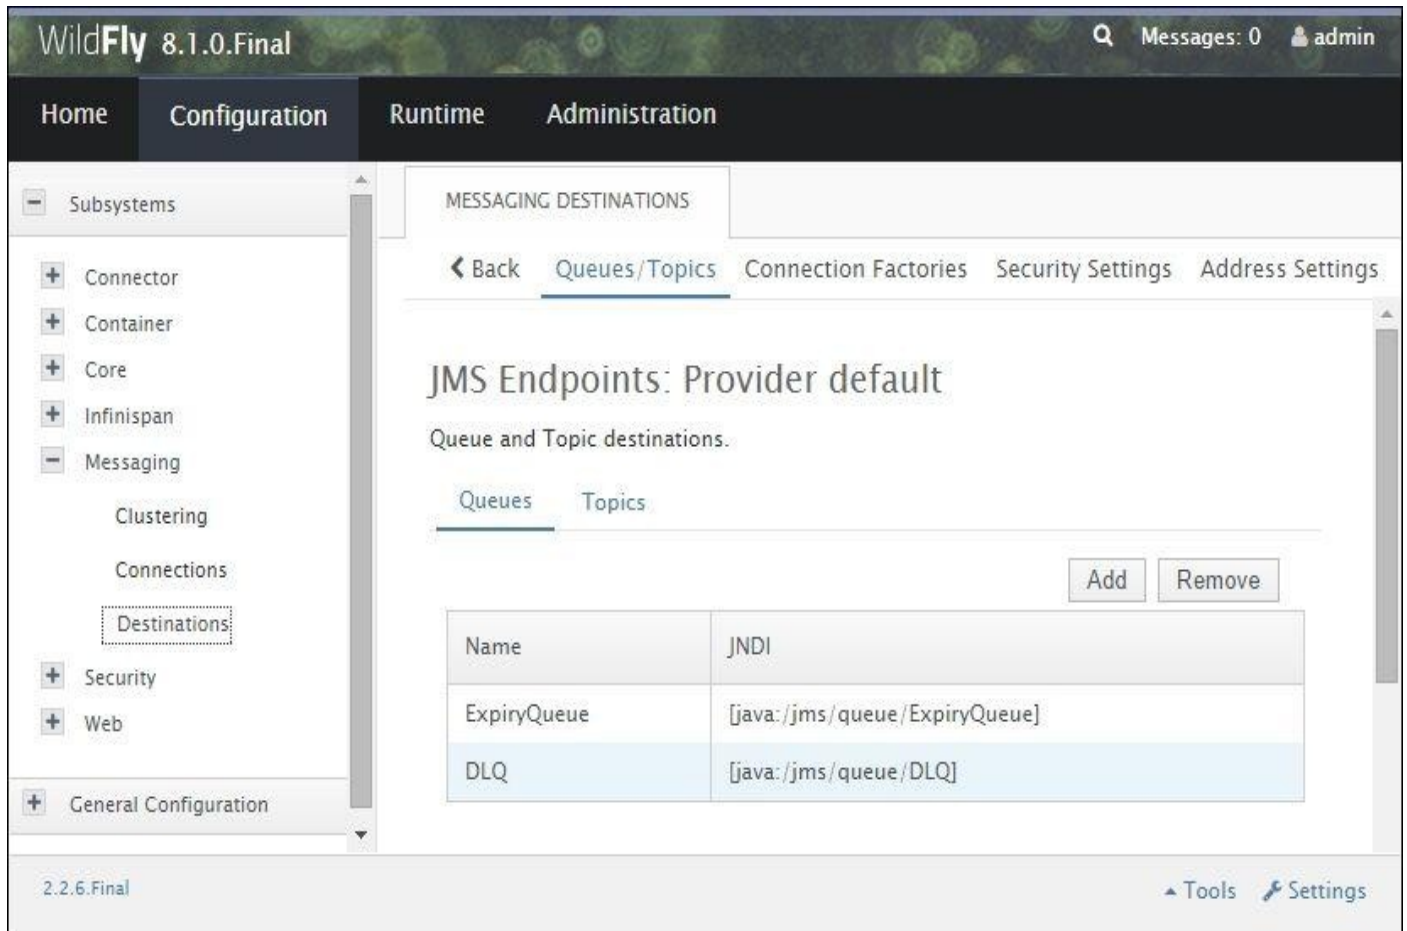 WildFly 8.1.0.Final Messages: 0 admin
Home Configuration Runtime Administration
Subsystems
Connector
Container
Core
Infinispan
Messaging
Clustering
Connections
Destinations
Security
Web
General Configuration
MESSAGING DESTINATIONS
Back Queues/Topics Connection Factories Security Settings Address Settings
JMS Endpoints: Provider default
Queue and Topic destinations.
Queues Topics
Add Remove
Name JNDI
ExpiryQueue [java:/jms/queue/ExpiryQueue]
DLQ [java:/jms/queue/DLQ]
2.2.6.Final Tools Settings